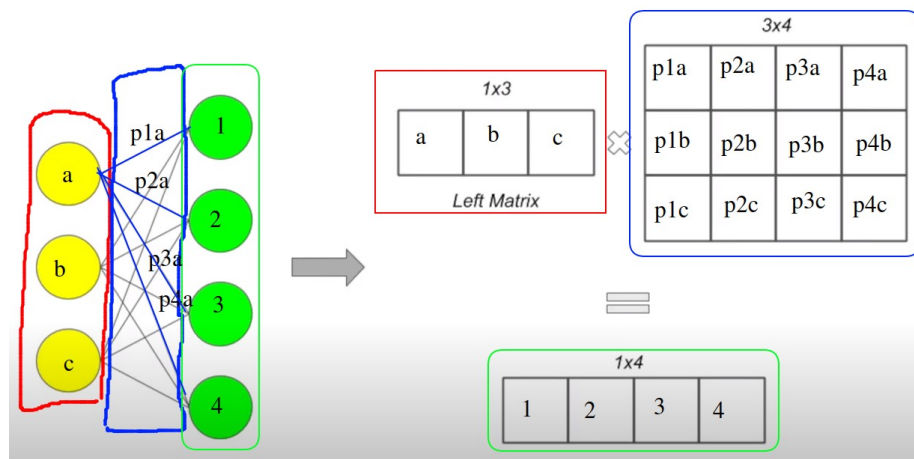 a
b
c
p1a
p2a
p3a
p4a
1
2
3
4
1x3
a b c
Left Matrix
3x4
p1a p2a p3a p4a
p1b p2b p3b p4b
p1c p2c p3c p4c
1x4
1 2 3 4